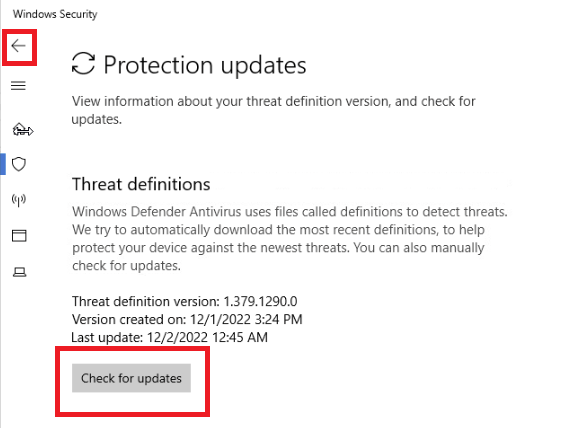 Windows Security
Protection updates
View information about your threat definition version, and check for
updates.
Threat definitions
Windows Defender Antivirus uses files called definitions to detect threats.
We try to automatically download the most recent definitions, to help
protect your device against the newest threats. You can also manually
check for updates.
Threat definition version: 1.379.1290.0
Version created on: 12/1/2022 3:24 PM
Last update: 12/2/2022 12:45 AM
Check for updates